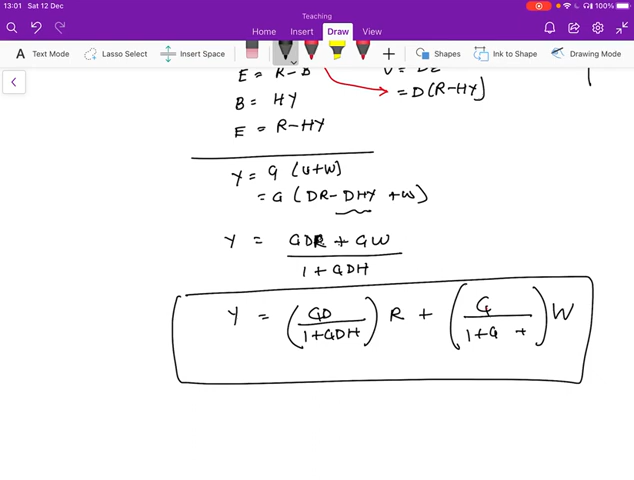 13:01 Sat 12 Dec
100%
Teaching
Home Insert Draw View
Text Mode Lasso Select Insert Space Shapes Ink to Shape Drawing Mode
E = R-B
= D(R-HY)
B = HY
E = R-HY
Y = G (U+W)
= G (DR-DHY +W)
Y = GDR + GW
1 + GDH
Y = (GD / 1+GDH) R + (G / 1+G +) W